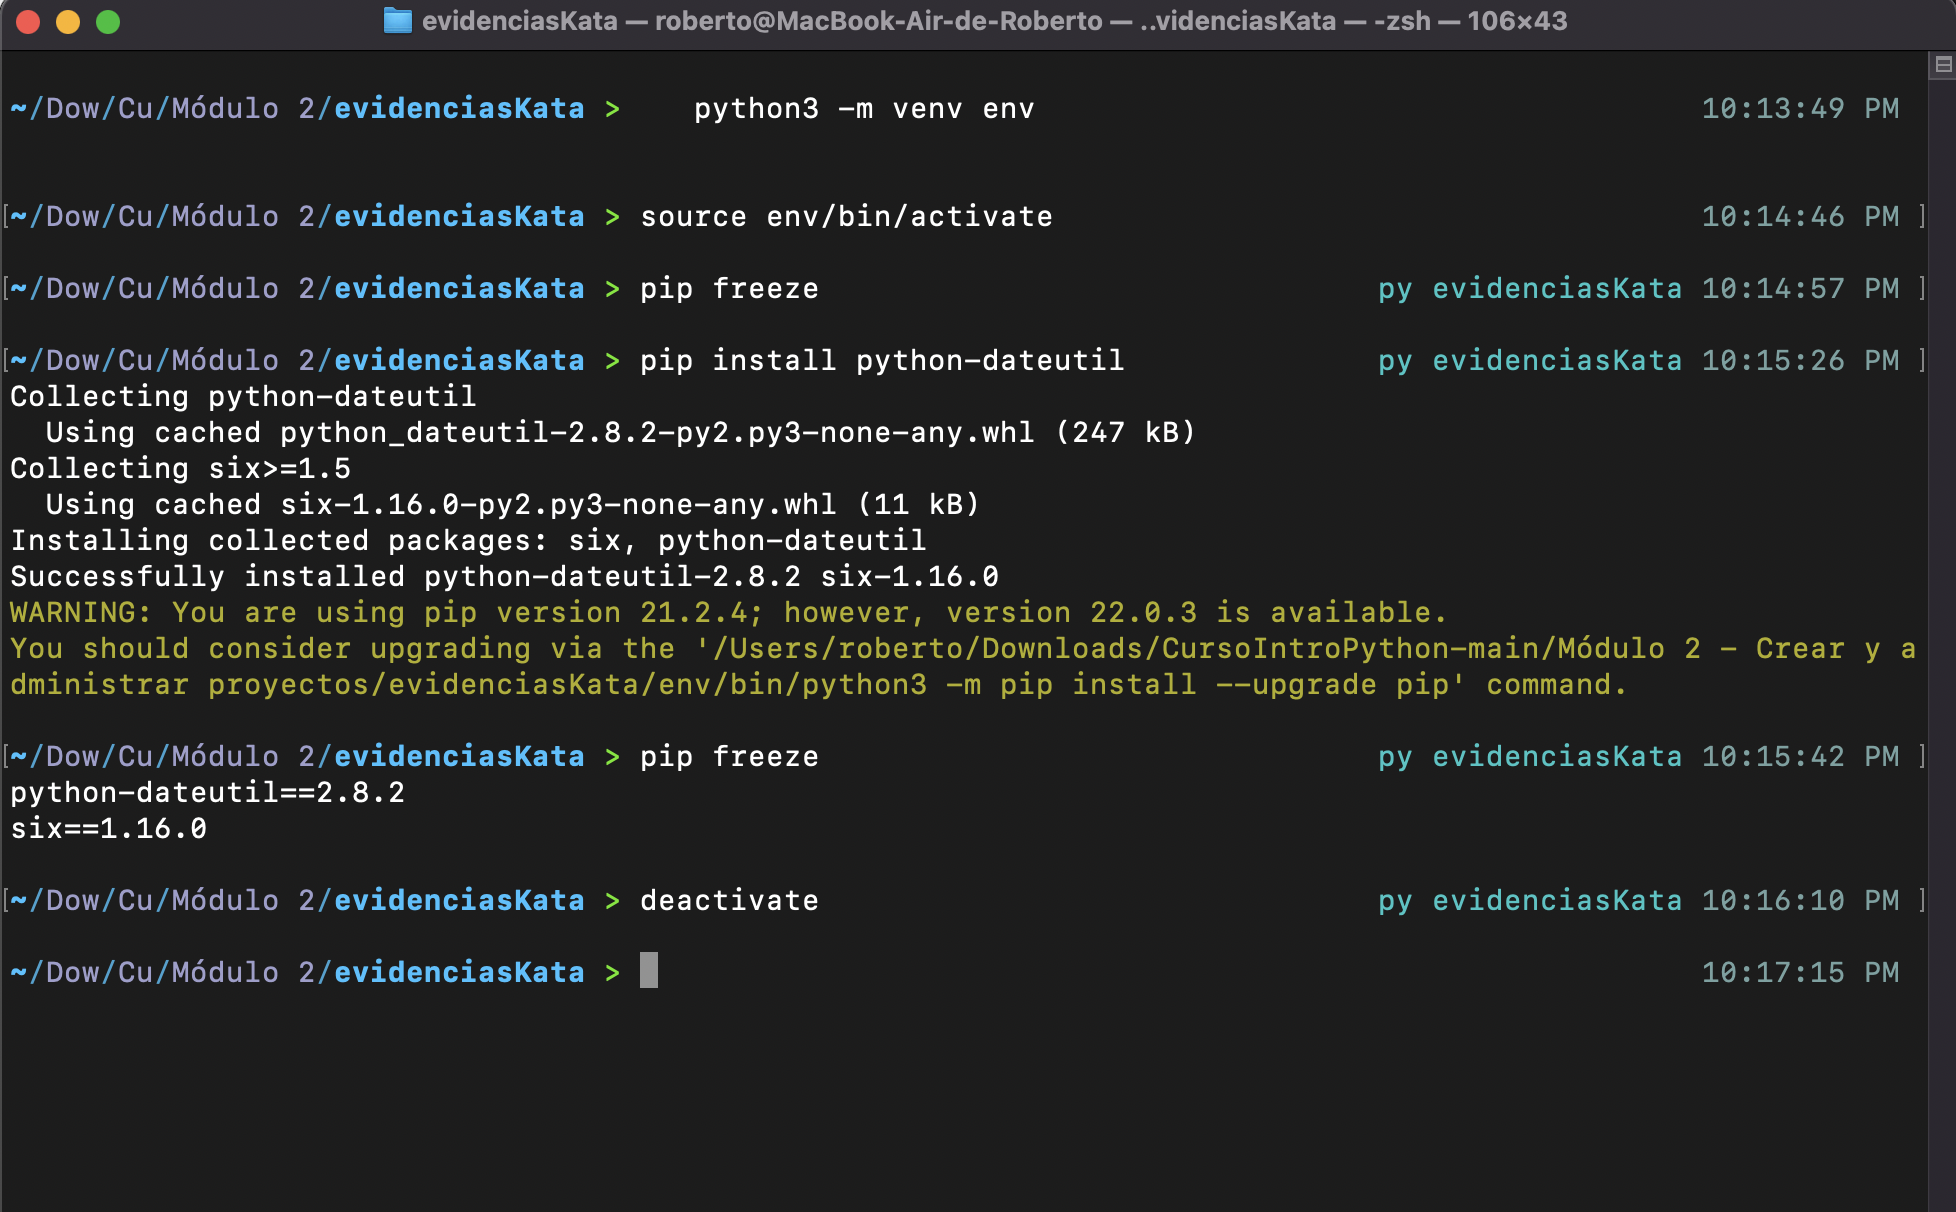 evidenciasKata — roberto@MacBook-Air-de-Roberto — ..videnciasKata — -zsh — 106×43
~/Dow/Cu/Módulo 2/evidenciasKata >    python3 -m venv env 10:13:49 PM
[~/Dow/Cu/Módulo 2/evidenciasKata > source env/bin/activate 10:14:46 PM ]
[~/Dow/Cu/Módulo 2/evidenciasKata > pip freeze py evidenciasKata 10:14:57 PM ]
[~/Dow/Cu/Módulo 2/evidenciasKata > pip install python-dateutil py evidenciasKata 10:15:26 PM ]
Collecting python-dateutil
  Using cached python_dateutil-2.8.2-py2.py3-none-any.whl (247 kB)
Collecting six>=1.5
  Using cached six-1.16.0-py2.py3-none-any.whl (11 kB)
Installing collected packages: six, python-dateutil
Successfully installed python-dateutil-2.8.2 six-1.16.0
WARNING: You are using pip version 21.2.4; however, version 22.0.3 is available.
You should consider upgrading via the '/Users/roberto/Downloads/CursoIntroPython-main/Módulo 2 - Crear y a
dministrar proyectos/evidenciasKata/env/bin/python3 -m pip install --upgrade pip' command.
[~/Dow/Cu/Módulo 2/evidenciasKata > pip freeze py evidenciasKata 10:15:42 PM ]
python-dateutil==2.8.2
six==1.16.0
[~/Dow/Cu/Módulo 2/evidenciasKata > deactivate py evidenciasKata 10:16:10 PM ]
~/Dow/Cu/Módulo 2/evidenciasKata > 10:17:15 PM